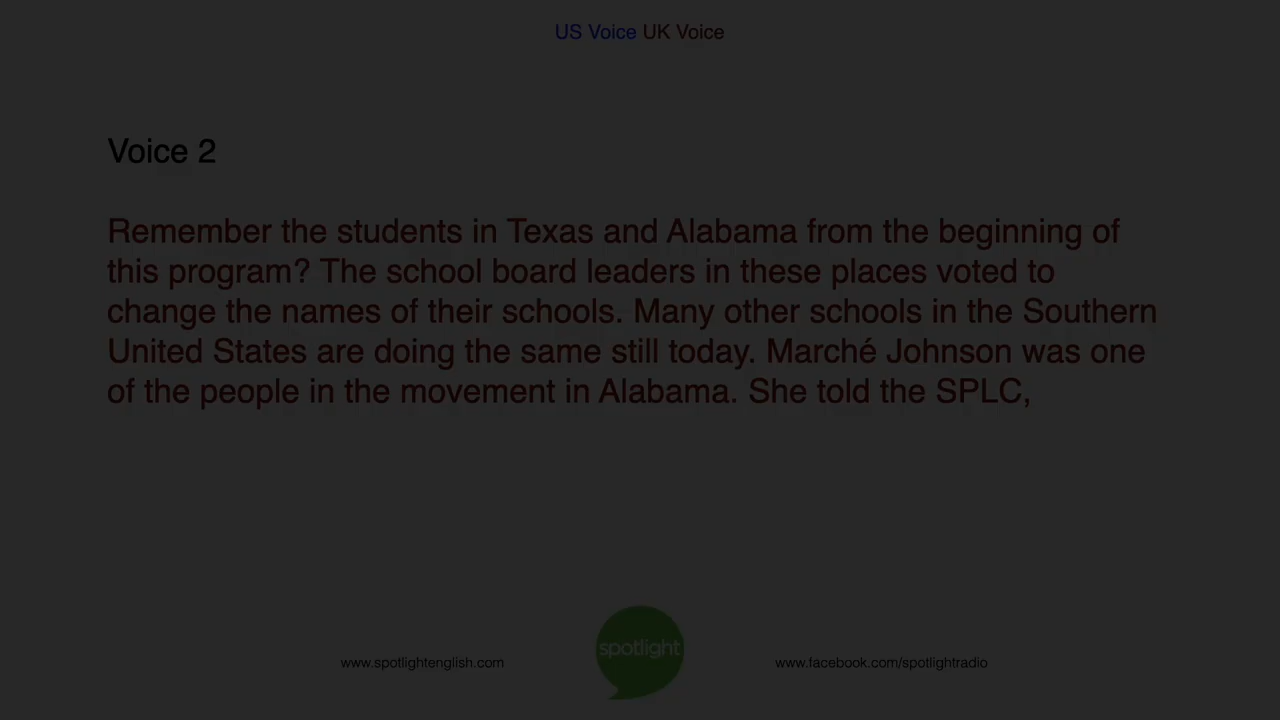 US Voice UK Voice
Voice 2
Remember the students in Texas and Alabama from the beginning of
this program? The school board leaders in these places voted to
change the names of their schools. Many other schools in the Southern
United States are doing the same still today. Marché Johnson was one
of the people in the movement in Alabama. She told the SPLC,
spotlight
www.spotlightenglish.com
www.facebook.com/spotlightradio